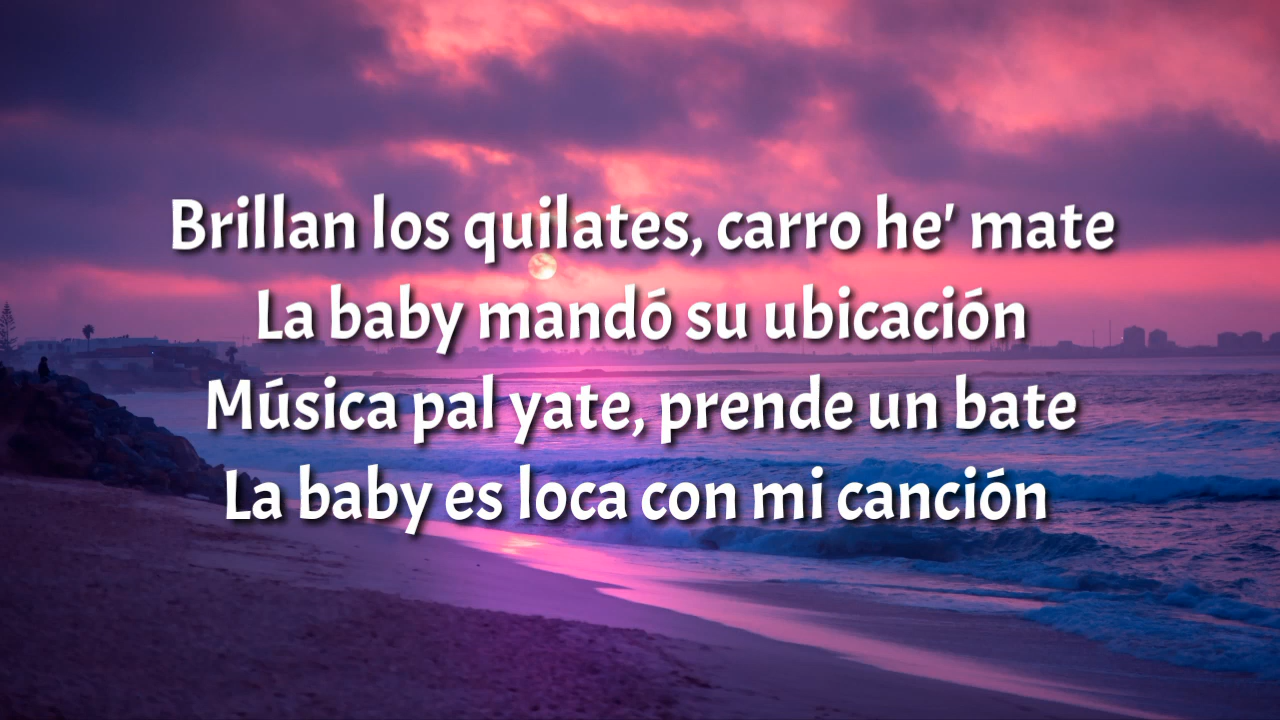 Brillan los quilates, carro he' mate
La baby mandó su ubicación
Música pal yate, prende un bate
La baby es loca con mi canción